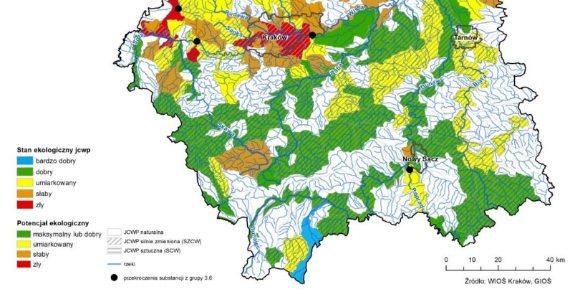 Kraków
Tarnów
Nowy Sącz
Stan ekologiczny jcwp
bardzo dobry
dobry
umiarkowany
słaby
zły
Potencjał ekologiczny
maksymalny lub dobry
umiarkowany
słaby
zły
JCWP naturalna
JCWP silnie zmieniona (SZCW)
JCWP sztuczna (SCW)
rzeki
przekroczenie substancji z grupy 3.6
0 10 20 40 km
Źródło: WIOŚ Kraków, GIOŚ